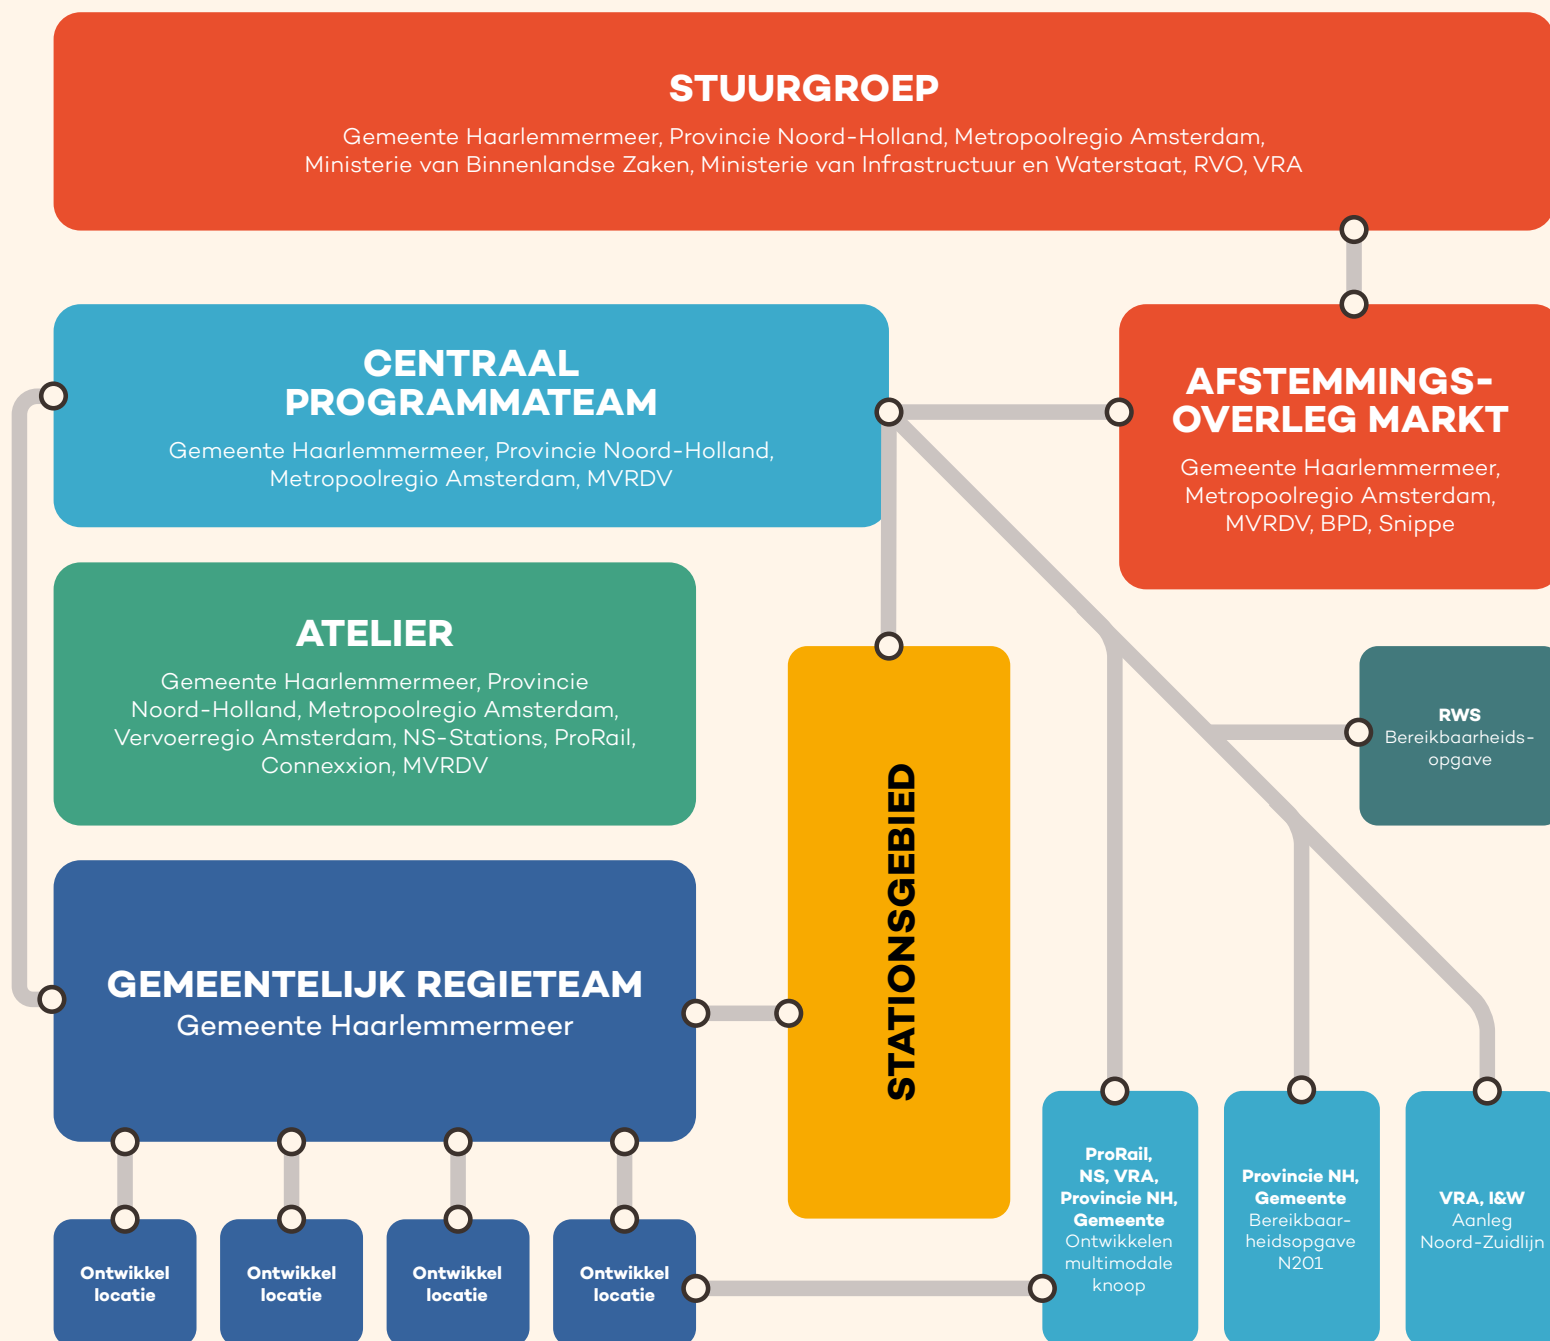 STUURGROEP
Gemeente Haarlemmermeer, Provincie Noord-Holland, Metropoolregio Amsterdam,
Ministerie van Binnenlandse Zaken, Ministerie van Infrastructuur en Waterstaat, RVO, VRA
CENTRAAL
PROGRAMMATEAM
Gemeente Haarlemmermeer, Provincie Noord-Holland,
Metropoolregio Amsterdam, MVRDV
AFSTEMMINGS-
OVERLEG MARKT
Gemeente Haarlemmermeer,
Metropoolregio Amsterdam,
MVRDV, BPD, Snippe
ATELIER
Gemeente Haarlemmermeer, Provincie
Noord-Holland, Metropoolregio Amsterdam,
Vervoerregio Amsterdam, NS-Stations, ProRail,
Connexxion, MVRDV
RWS
Bereikbaarheids-
opgave
STATIONSGEBIED
GEMEENTELIJK REGIETEAM
Gemeente Haarlemmermeer
Ontwikkel
locatie
Ontwikkel
locatie
Ontwikkel
locatie
Ontwikkel
locatie
ProRail,
NS, VRA,
Provincie NH,
Gemeente
Ontwikkelen
multimodale
knoop
Provincie NH,
Gemeente
Bereikbaar-
heidsopgave
N201
VRA, I&W
Aanleg
Noord-Zuidlijn